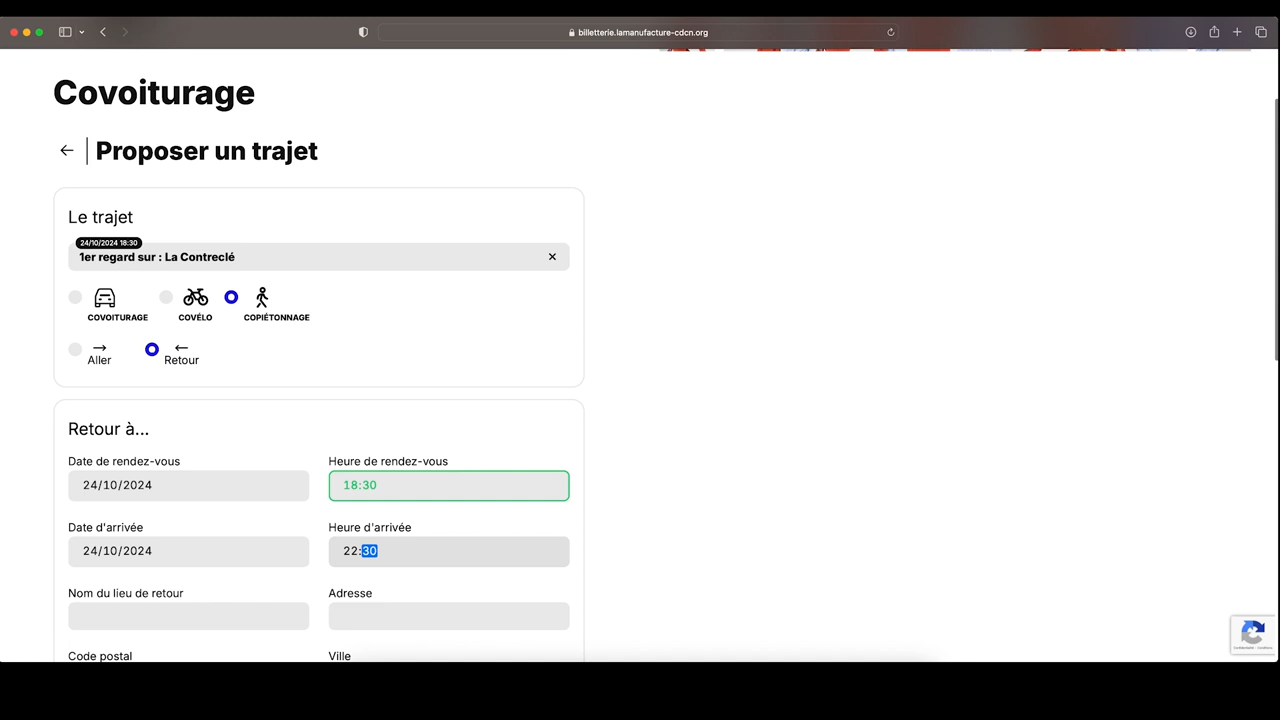 billetterie.lamanufacture-cdcn.org
Covoiturage
← | Proposer un trajet
Le trajet
24/10/2024 18:30
1er regard sur : La Contreclé ×
COVOITURAGE COVÉLO COPIÉTONNAGE
→ ←
Aller Retour
Retour à...
Date de rendez-vous Heure de rendez-vous
24/10/2024 18:30
Date d'arrivée Heure d'arrivée
24/10/2024 22:30
Nom du lieu de retour Adresse
Code postal Ville